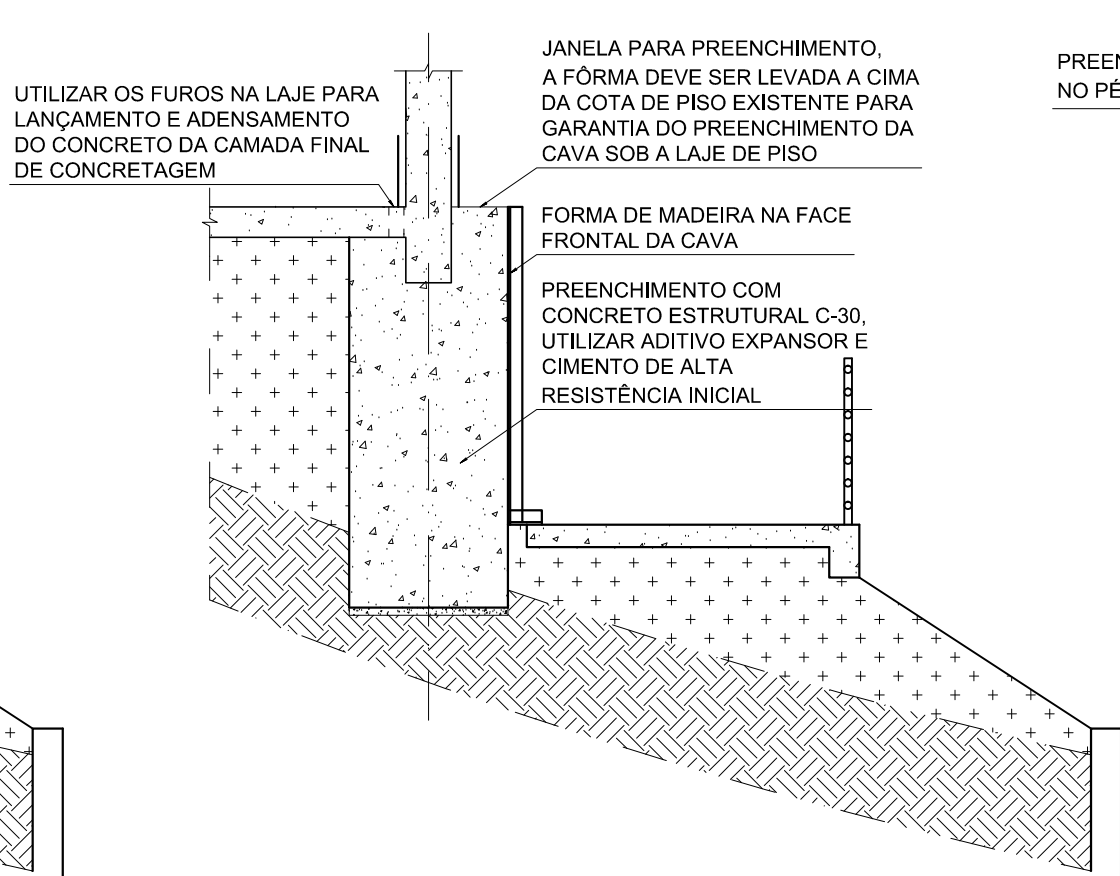 UTILIZAR OS FUROS NA LAJE PARA
LANÇAMENTO E ADENSAMENTO
DO CONCRETO DA CAMADA FINAL
DE CONCRETAGEM
JANELA PARA PREENCHIMENTO,
A FÔRMA DEVE SER LEVADA A CIMA
DA COTA DE PISO EXISTENTE PARA
GARANTIA DO PREENCHIMENTO DA
CAVA SOB A LAJE DE PISO
FORMA DE MADEIRA NA FACE
FRONTAL DA CAVA
PREENCHIMENTO COM
CONCRETO ESTRUTURAL C-30,
UTILIZAR ADITIVO EXPANSOR E
CIMENTO DE ALTA
RESISTÊNCIA INICIAL
NO